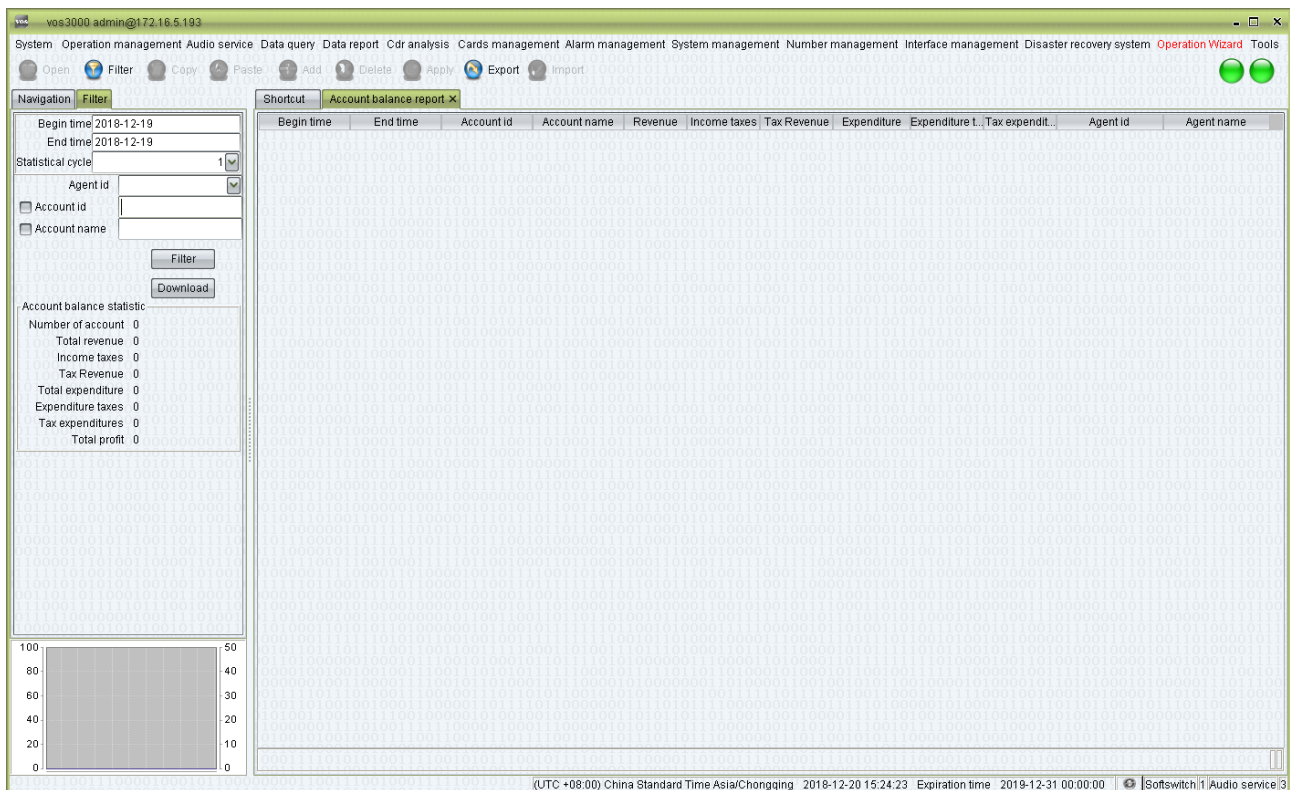 vos vos3000 admin@172.16.5.193
System Operation management Audio service Data query Data report Cdr analysis Cards management Alarm management System management Number management Interface management Disaster recovery system Operation Wizard Tools
Open Filter Copy Paste Add Delete Apply Export Import
Navigation Filter Shortcut Account balance report
Begin time 2018-12-19
End time 2018-12-19
Statistical cycle 1
Agent id
Account id
Account name
Filter
Download
Account balance statistic
Number of account 0
Total revenue 0
Income taxes 0
Tax Revenue 0
Total expenditure 0
Expenditure taxes 0
Tax expenditures 0
Total profit 0
Begin time End time Account id Account name Revenue Income taxes Tax Revenue Expenditure Expenditure t... Tax expendit... Agent id Agent name
100 50
80 40
60 30
40 20
20 10
0 0
(UTC +08:00) China Standard Time Asia/Chongqing 2018-12-20 15:24:23 Expiration time 2019-12-31 00:00:00 Softswitch 1 Audio service 3